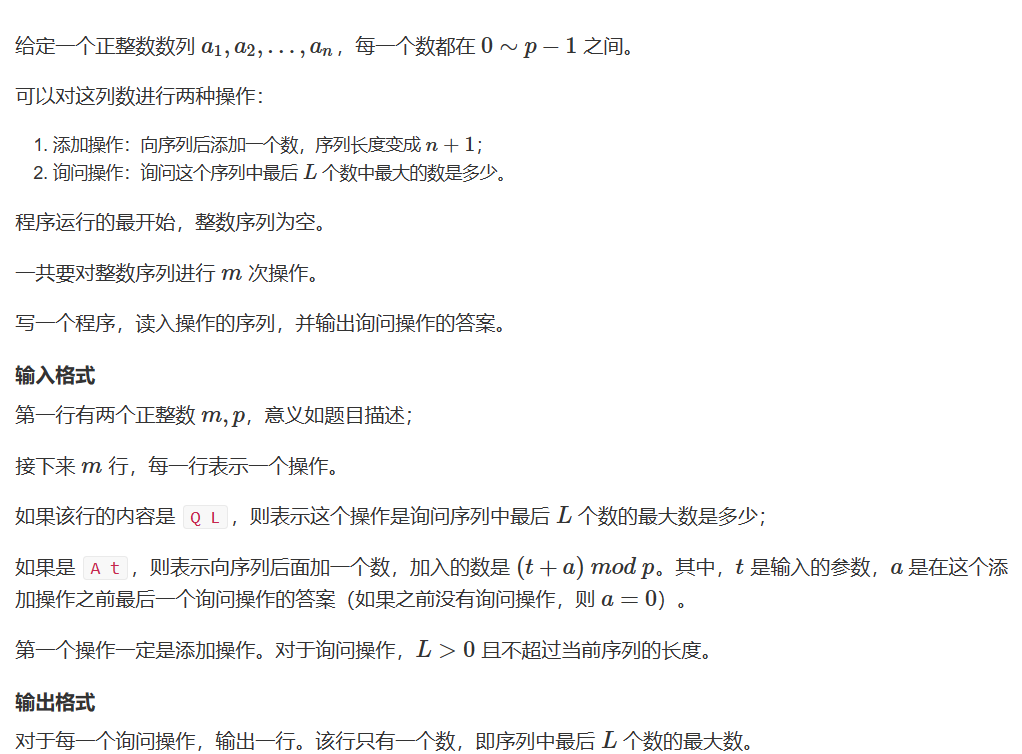 给定一个正整数数列 a₁, a₂, …, aₙ，每一个数都在 0 ∼ p − 1 之间。
可以对这列数进行两种操作：
1. 添加操作：向序列后添加一个数，序列长度变成 n + 1；
2. 询问操作：询问这个序列中最后 L 个数中最大的数是多少。
程序运行的最开始，整数序列为空。
一共要对整数序列进行 m 次操作。
写一个程序，读入操作的序列，并输出询问操作的答案。
输入格式
第一行有两个正整数 m, p，意义如题目描述；
接下来 m 行，每一行表示一个操作。
如果该行的内容是 Q L，则表示这个操作是询问序列中最后 L 个数的最大数是多少；
如果是 A t，则表示向序列后面加一个数，加入的数是 (t + a) mod p。其中，t 是输入的参数，a 是在这个添
加操作之前最后一个询问操作的答案（如果之前没有询问操作，则 a = 0）。
第一个操作一定是添加操作。对于询问操作，L > 0 且不超过当前序列的长度。
输出格式
对于每一个询问操作，输出一行。该行只有一个数，即序列中最后 L 个数的最大数。